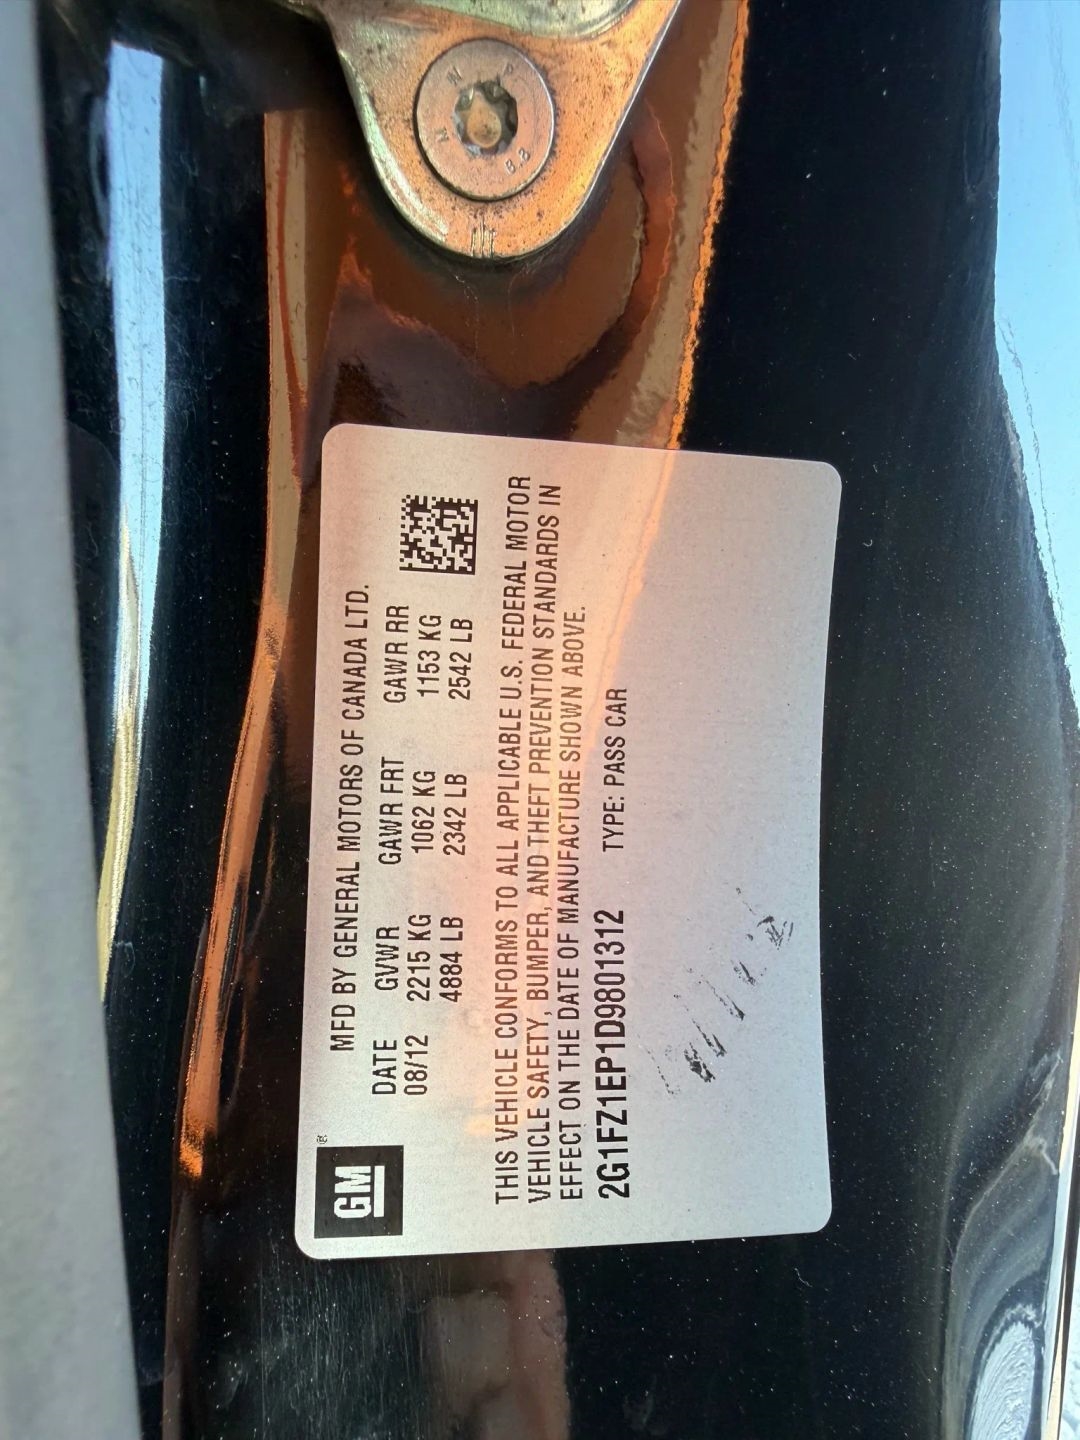 GM
MFD BY GENERAL MOTORS OF CANADA LTD.
DATE GVWR GAWR FRT GAWR RR
08/12 2215 KG 1062 KG 1153 KG
4884 LB 2342 LB 2542 LB
THIS VEHICLE CONFORMS TO ALL APPLICABLE U.S. FEDERAL MOTOR
VEHICLE SAFETY, BUMPER, AND THEFT PREVENTION STANDARDS IN
EFFECT ON THE DATE OF MANUFACTURE SHOWN ABOVE.
2G1FZ1EP1D9801312 TYPE: PASS CAR
8.8